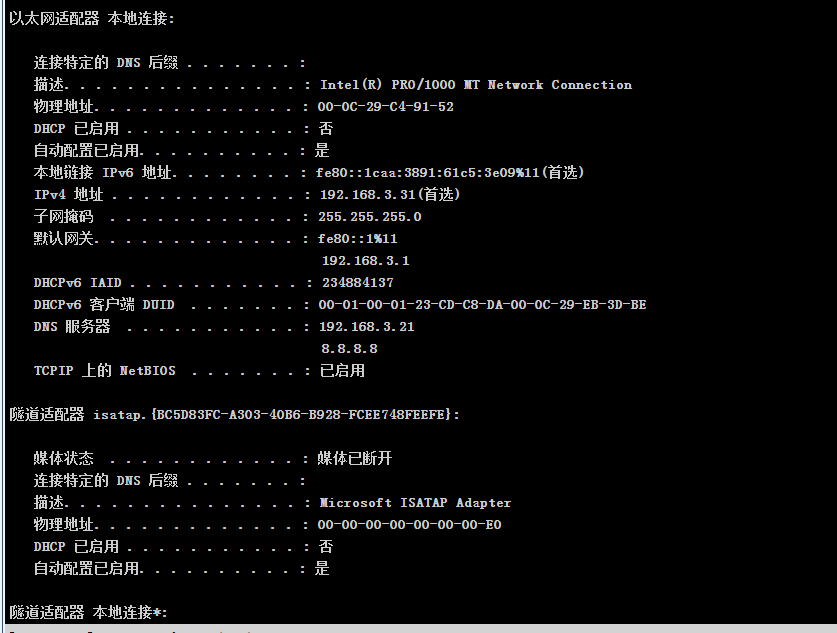 以太网适配器 本地连接:
连接特定的 DNS 后缀 . . . . . . . :
描述. . . . . . . . . . . . . . . : Intel(R) PRO/1000 MT Network Connection
物理地址. . . . . . . . . . . . . : 00-0C-29-C4-91-52
DHCP 已启用 . . . . . . . . . . . : 否
自动配置已启用. . . . . . . . . . : 是
本地链接 IPv6 地址. . . . . . . . : fe80::1caa:3891:61c5:3e09%11(首选)
IPv4 地址 . . . . . . . . . . . . : 192.168.3.31(首选)
子网掩码 . . . . . . . . . . . . : 255.255.255.0
默认网关. . . . . . . . . . . . . : fe80::1%11
192.168.3.1
DHCPv6 IAID . . . . . . . . . . . : 234884137
DHCPv6 客户端 DUID . . . . . . . : 00-01-00-01-23-CD-C8-DA-00-0C-29-EB-3D-BE
DNS 服务器 . . . . . . . . . . . : 192.168.3.21
8.8.8.8
TCPIP 上的 NetBIOS . . . . . . . : 已启用
隧道适配器 isatap.{BC5D83FC-A303-40B6-B928-FCEE748FEEFE}:
媒体状态 . . . . . . . . . . . . : 媒体已断开
连接特定的 DNS 后缀 . . . . . . . :
描述. . . . . . . . . . . . . . . : Microsoft ISATAP Adapter
物理地址. . . . . . . . . . . . . : 00-00-00-00-00-00-00-E0
DHCP 已启用 . . . . . . . . . . . : 否
自动配置已启用. . . . . . . . . . : 是
隧道适配器 本地连接*: